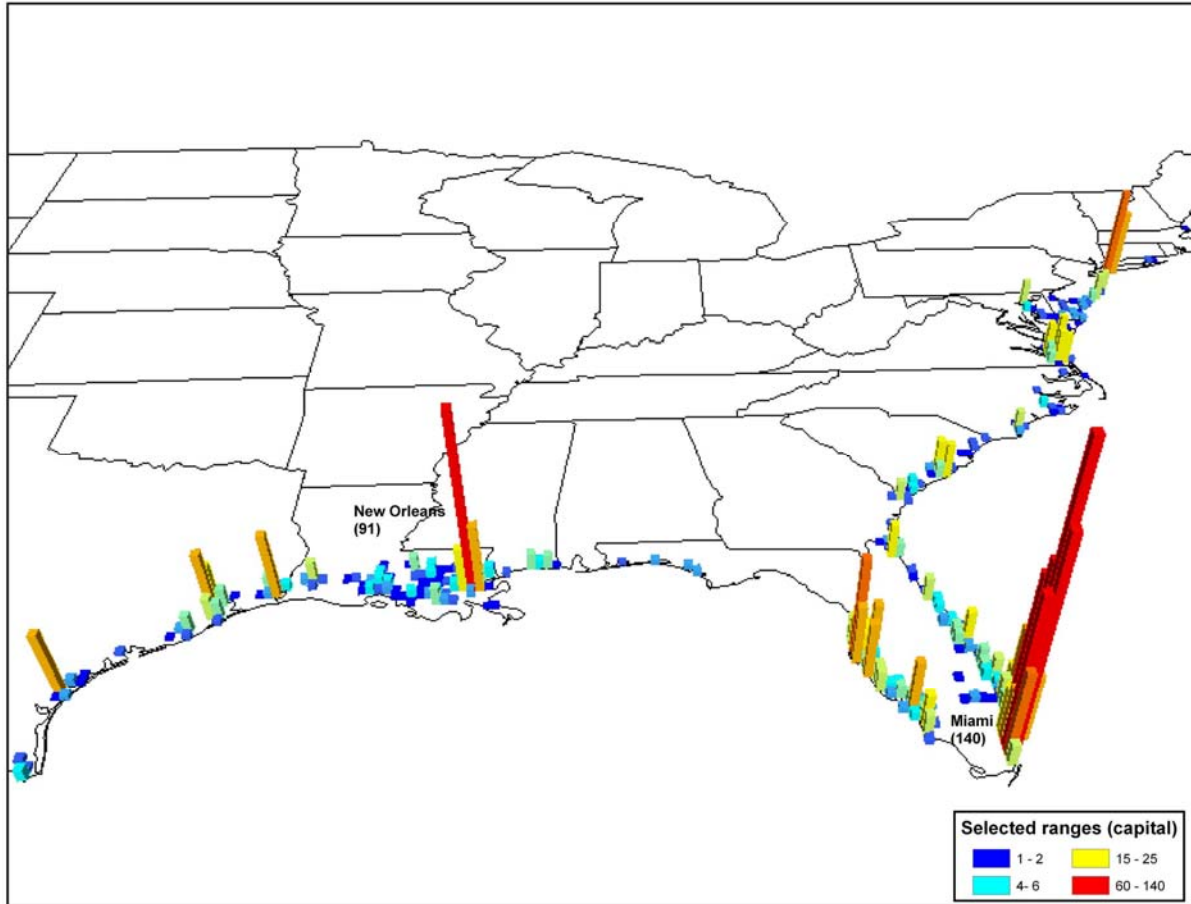 New Orleans
(91)
Miami
(140)
Selected ranges (capital)
1 - 2
15 - 25
4- 6
60 - 140